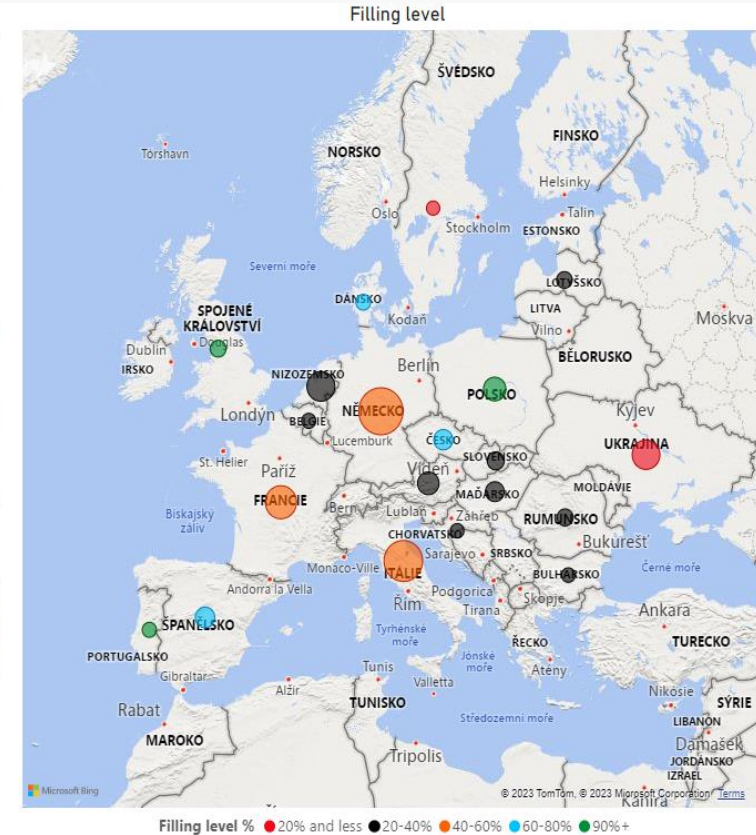 Filling level
ŠVÉDSKO
FINSKO
NORSKO
Tórshavn
Helsinky
Oslo
Talin
Stockholm
ESTONSKO
Severní moře
LOTYŠSKO
DÁNSKO
SPOJENÉ
KRÁLOVSTVÍ
Kodaň
LITVA
Moskva
Vilno
Douglas
Dublin
IRSKO
BĚLORUSKO
Berlín
NIZOZEMSKO
POLSKO
Londýn
NĚMECKO
Kyjev
BELGIE
ČESKO
UKRAJINA
Lucemburk
St. Helier
Paříž
SLOVENSKO
Vídeň
MOLDÁVIE
MAĎARSKO
FRANCIE
Bern
Lublaň
Záhřeb
Biskajský
záliv
RUMUNSKO
CHORVATSKO
Bukurešť
Sarajevo
SRBSKO
Monaco-Ville
Černé moře
ITÁLIE
BULHARSKO
Andorra la Vella
Podgorica
Skopje
Řím
Tirana
Ankara
ŠPANĚLSKO
Tyrhénské
moře
ŘECKO
TURECKO
PORTUGALSKO
Jónské
moře
Atény
Gibraltar
Tunis
Alžír
Valletta
Nikósie
TUNISKO
SÝRIE
Rabat
Středozemní moře
LIBANON
MAROKO
Damašek
Tripolis
JORDÁNSKO
IZRAEL
Microsoft Bing
© 2023 TomTom, © 2023 Microsoft Corporation Terms
Káhira
Filling level % 20% and less 20-40% 40-60% 60-80% 90%+